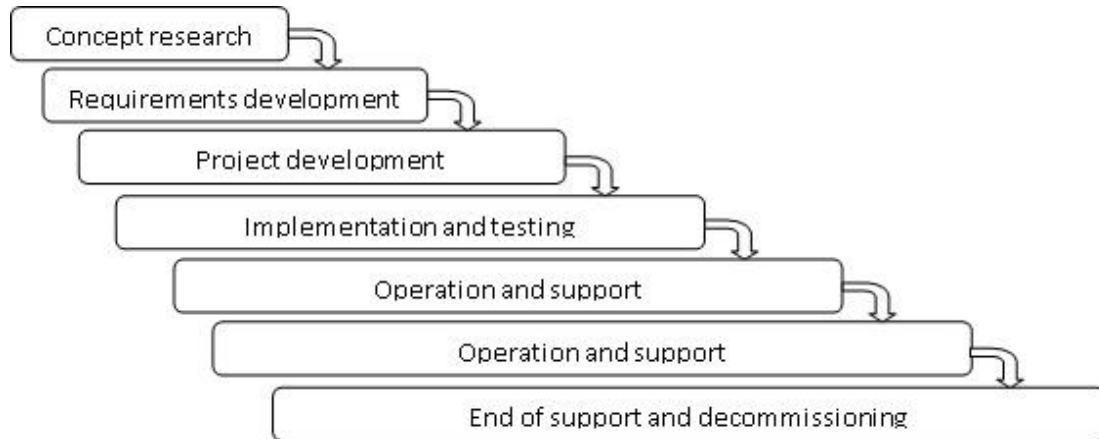 Concept research
Requirements development
Project development
Implementation and testing
Operation and support
Operation and support
End of support and decommissioning